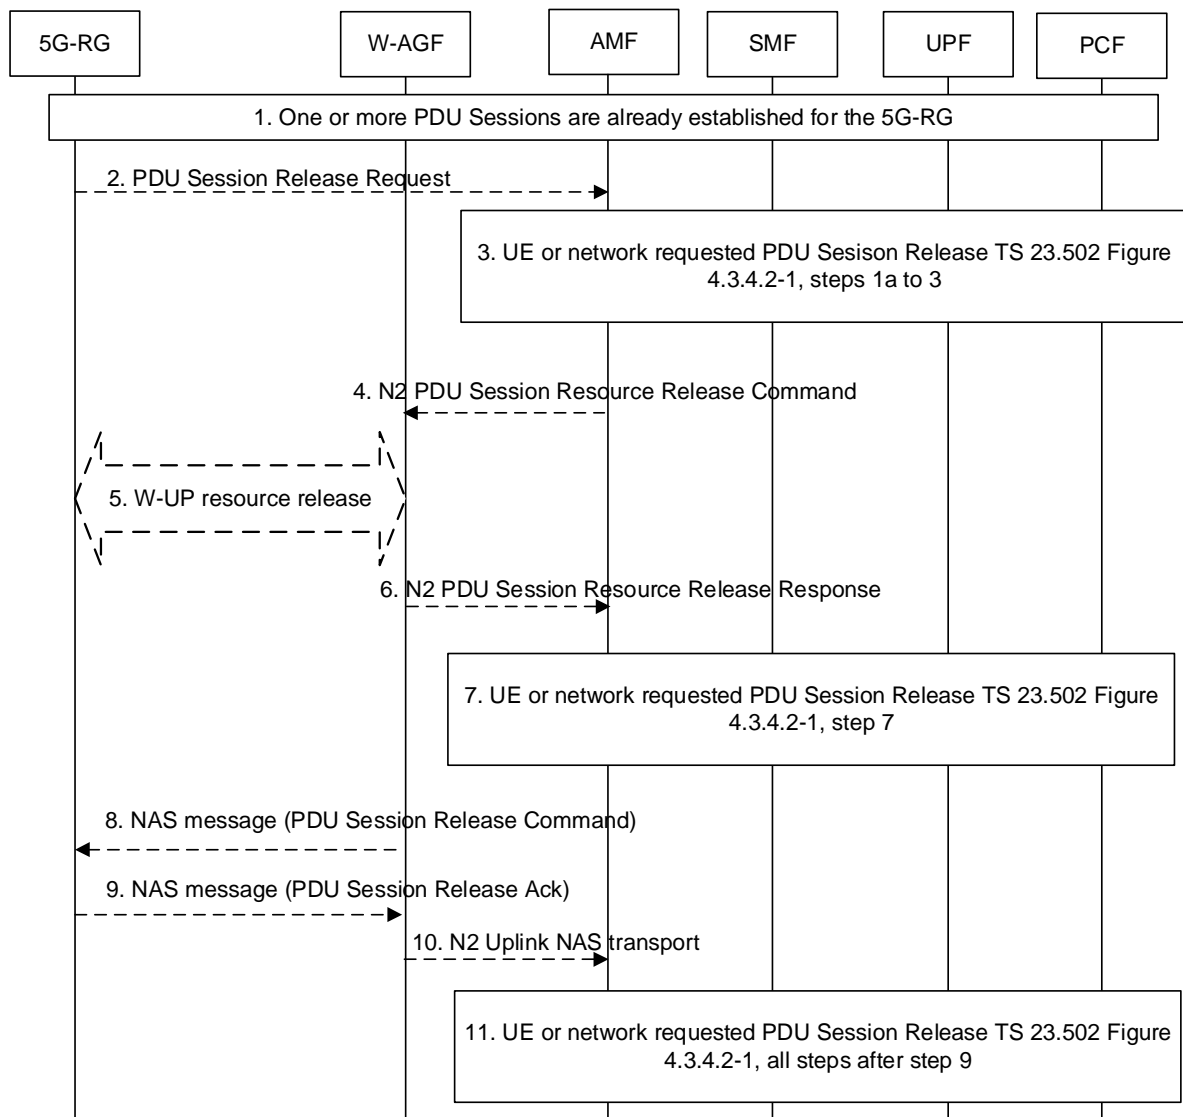 5G-RG
W-AGF
AMF
SMF
UPF
PCF
1. One or more PDU Sessions are already established for the 5G-RG
2. PDU Session Release Request
3. UE or network requested PDU Sesison Release TS 23.502 Figure
4.3.4.2-1, steps 1a to 3
4. N2 PDU Session Resource Release Command
5. W-UP resource release
6. N2 PDU Session Resource Release Response
7. UE or network requested PDU Session Release TS 23.502 Figure
4.3.4.2-1, step 7
8. NAS message (PDU Session Release Command)
9. NAS message (PDU Session Release Ack)
10. N2 Uplink NAS transport
11. UE or network requested PDU Session Release TS 23.502 Figure
4.3.4.2-1, all steps after step 9